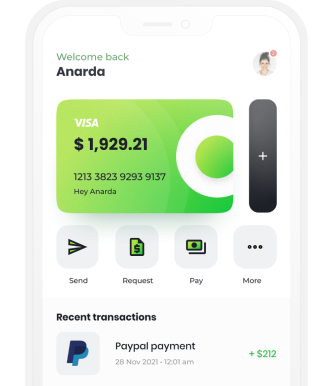 Welcome back
Anarda
2
VISA
$ 1,929.21
1213 3823 9293 9137
Hey Anarda
+
Send
Request
Pay
More
Recent transactions
Paypal payment
28 Nov 2021 - 12:01 am
+ $212